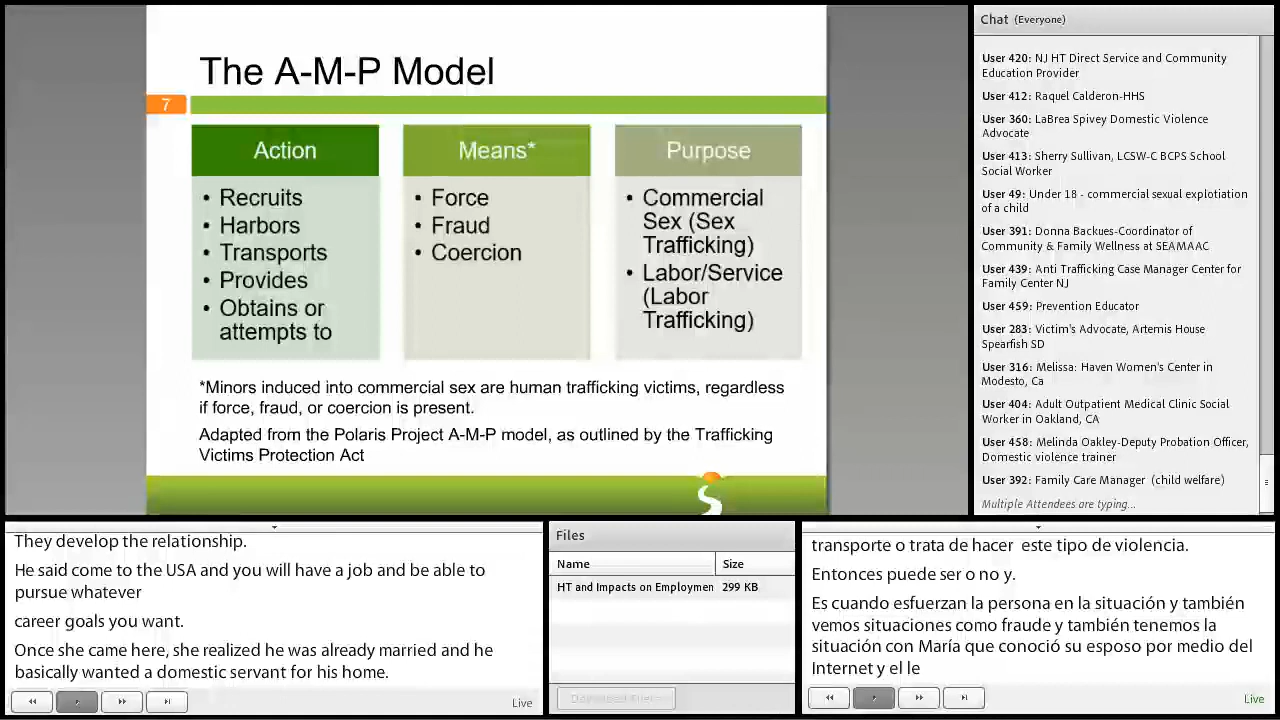 The A-M-P Model
7
Action
• Recruits
• Harbors
• Transports
• Provides
• Obtains or
attempts to
Means*
• Force
• Fraud
• Coercion
Purpose
• Commercial
Sex (Sex
Trafficking)
• Labor/Service
(Labor
Trafficking)
*Minors induced into commercial sex are human trafficking victims, regardless
if force, fraud, or coercion is present.
Adapted from the Polaris Project A-M-P model, as outlined by the Trafficking
Victims Protection Act
Chat (Everyone)
User 420: NJ HT Direct Service and Community
Education Provider
User 412: Raquel Calderon-HHS
User 360: LaBrea Spivey Domestic Violence
Advocate
User 413: Sherry Sullivan, LCSW-C BCPS School
Social Worker
User 49: Under 18 - commercial sexual explotiation
of a child
User 391: Donna Backues-Coordinator of
Community & Family Wellness at SEAMAAC
User 439: Anti Trafficking Case Manager Center for
Family Center NJ
User 459: Prevention Educator
User 283: Victim's Advocate, Artemis House
Spearfish SD
User 316: Melissa: Haven Women's Center in
Modesto, Ca
User 404: Adult Outpatient Medical Clinic Social
Worker in Oakland, CA
User 458: Melinda Oakley-Deputy Probation Officer,
Domestic violence trainer
User 392: Family Care Manager (child welfare)
Multiple Attendees are typing...
They develop the relationship.
He said come to the USA and you will have a job and be able to
pursue whatever
career goals you want.
Once she came here, she realized he was already married and he
basically wanted a domestic servant for his home.
Live
Files
Name Size
HT and Impacts on Employmen 299 KB
Download File(s)
transporte o trata de hacer este tipo de violencia.
Entonces puede ser o no y.
Es cuando esfuerzan la persona en la situación y también
vemos situaciones como fraude y también tenemos la
situación con María que conoció su esposo por medio del
Internet y el le
Live